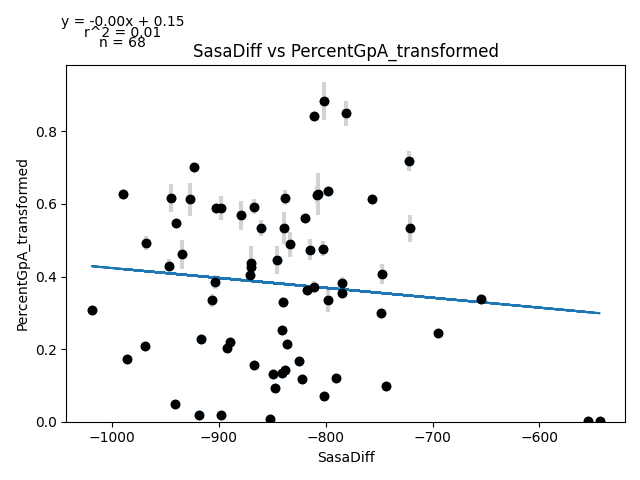 y = -0.00x + 0.15
r^2 = 0.01
n = 68
SasaDiff vs PercentGpA_transformed
PercentGpA_transformed
0.8
0.6
0.4
0.2
0.0
−1000 −900 −800 −700 −600
SasaDiff